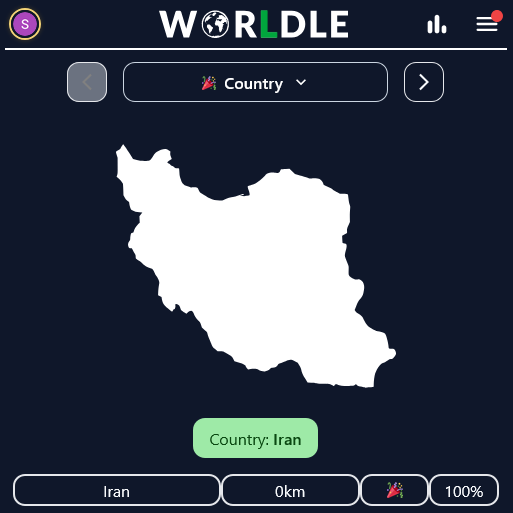 S
WORLDLE
🎉 Country
Country: Iran
Iran 0km 🎉 100%